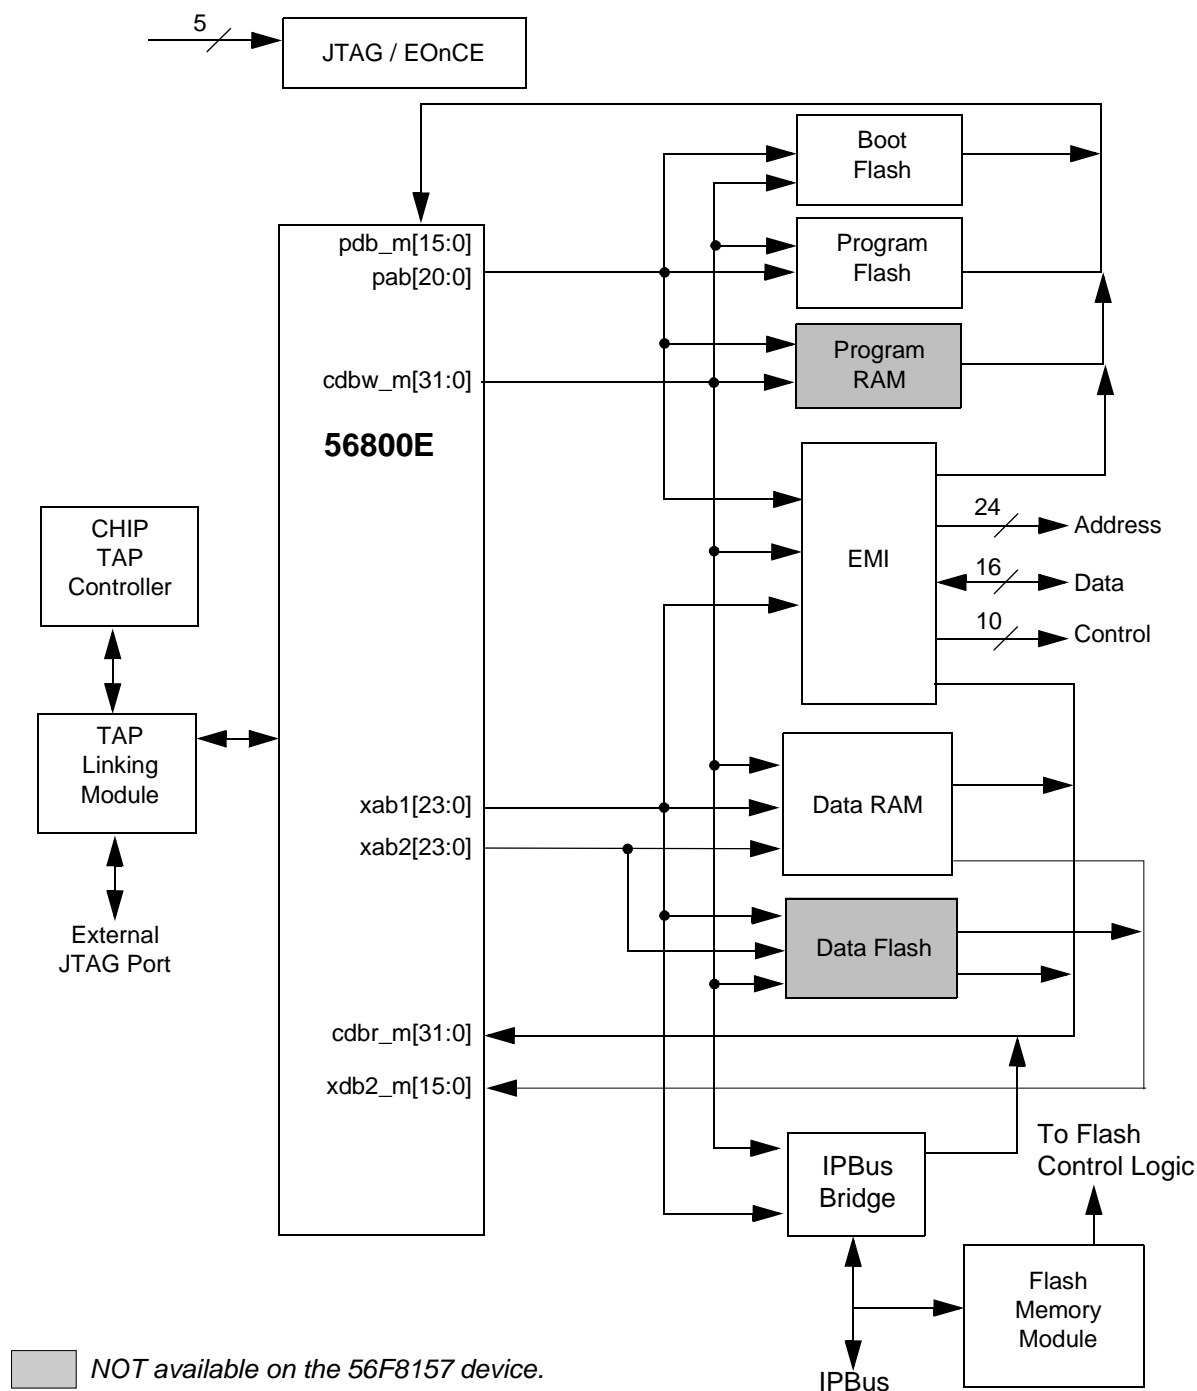 5
JTAG / EOnCE
Boot
Flash
pdb_m[15:0]
pab[20:0]
Program
Flash
cdbw_m[31:0]
Program
RAM
56800E
CHIP
TAP
Controller
EMI
24
Address
16
Data
10
Control
TAP
Linking
Module
xab1[23:0]
xab2[23:0]
Data RAM
External
JTAG Port
Data Flash
cdbr_m[31:0]
xdb2_m[15:0]
IPBus
Bridge
To Flash
Control Logic
Flash
Memory
Module
NOT available on the 56F8157 device.
IPBus